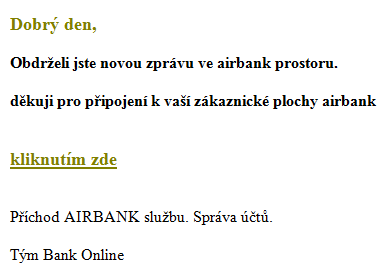 Dobrý den,
Obdrželi jste novou zprávu ve airbank prostoru.
děkuji pro připojení k vaší zákaznické plochy airbank
kliknutím zde
Příchod AIRBANK službu. Správa účtů.
Tým Bank Online